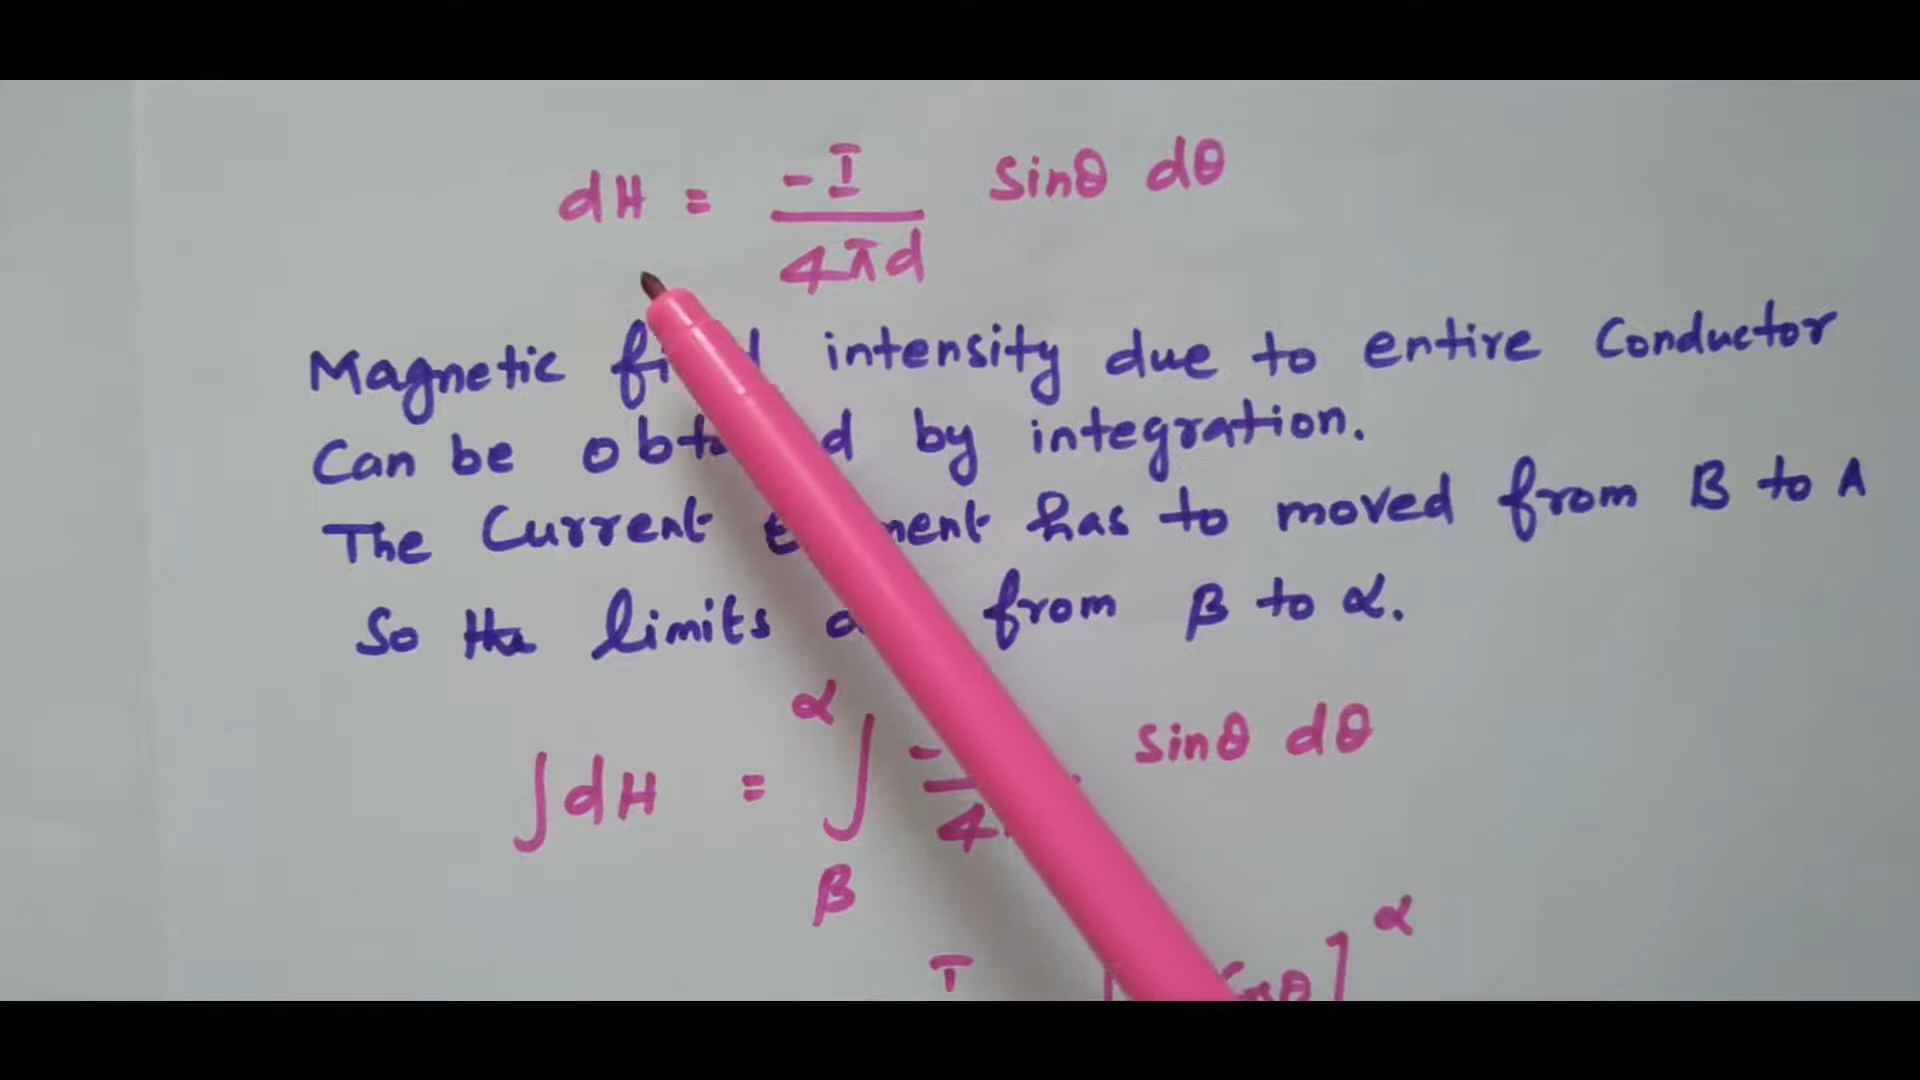 dH = -I / 4πd sinθ dθ
Magnetic intensity due to entire Conductor
Can be by integration.
The Current has to moved from B to A
So the limits from β to α.
∫dH = ∫ α β - 4 sinθ dθ
I ] α